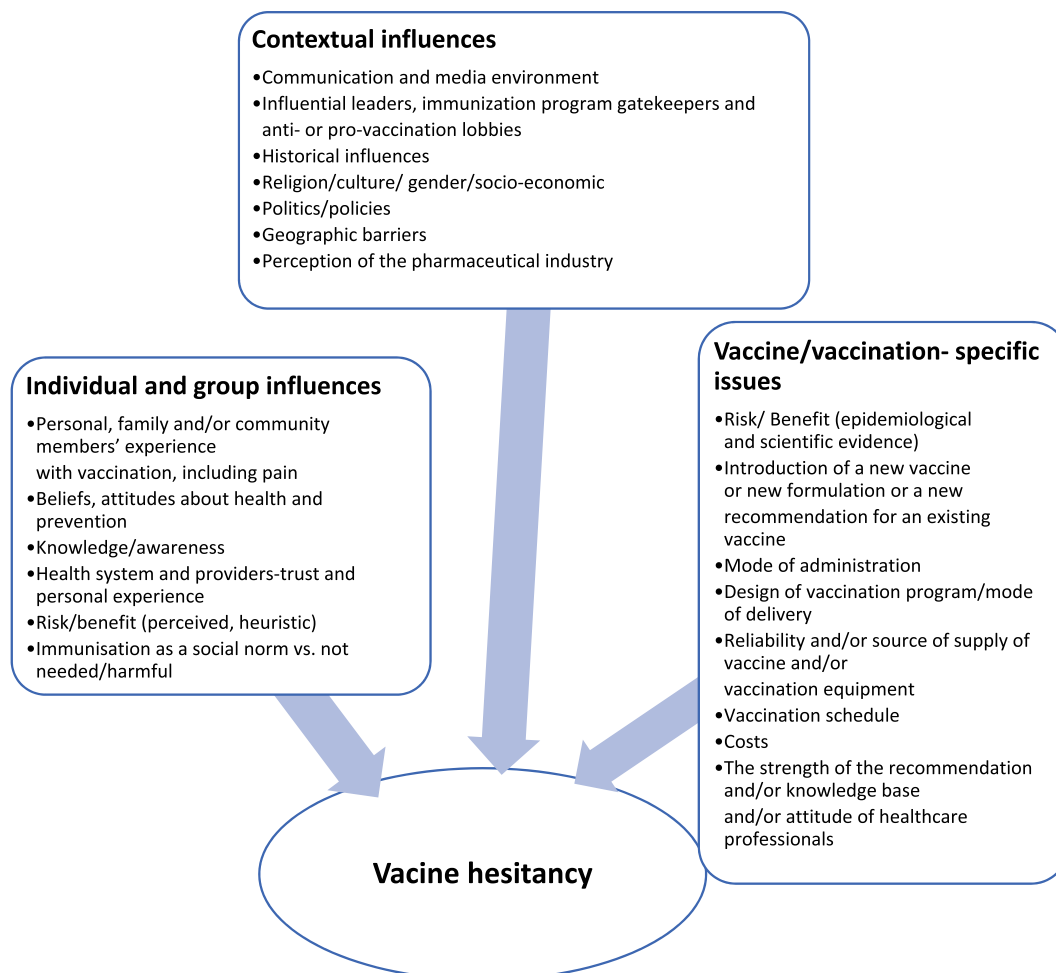 Contextual influences
•Communication and media environment
•Influential leaders, immunization program gatekeepers and
anti- or pro-vaccination lobbies
•Historical influences
•Religion/culture/ gender/socio-economic
•Politics/policies
•Geographic barriers
•Perception of the pharmaceutical industry
Individual and group influences
•Personal, family and/or community
members’ experience
with vaccination, including pain
•Beliefs, attitudes about health and
prevention
•Knowledge/awareness
•Health system and providers-trust and
personal experience
•Risk/benefit (perceived, heuristic)
•Immunisation as a social norm vs. not
needed/harmful
Vaccine/vaccination- specific
issues
•Risk/ Benefit (epidemiological
and scientific evidence)
•Introduction of a new vaccine
or new formulation or a new
recommendation for an existing
vaccine
•Mode of administration
•Design of vaccination program/mode
of delivery
•Reliability and/or source of supply of
vaccine and/or
vaccination equipment
•Vaccination schedule
•Costs
•The strength of the recommendation
and/or knowledge base
and/or attitude of healthcare
professionals
Vacine hesitancy